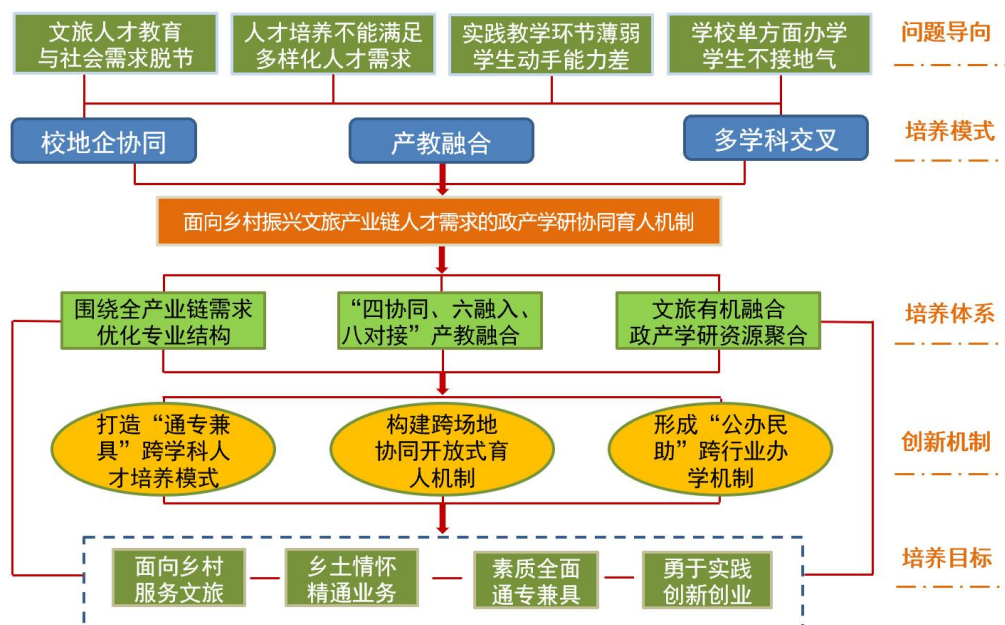 文旅人才教育
与社会需求脱节
人才培养不能满足
多样化人才需求
实践教学环节薄弱
学生动手能力差
学校单方面办学
学生不接地气
问题导向
校地企协同
产教融合
多学科交叉
培养模式
面向乡村振兴文旅产业链人才需求的政产学研协同育人机制
围绕全产业链需求
优化专业结构
“四协同、六融入、
八对接”产教融合
文旅有机融合
政产学研资源聚合
培养体系
打造“通专兼
具”跨学科人
才培养模式
构建跨场地
协同开放式育
人机制
形成“公办民
助”跨行业办
学机制
创新机制
面向乡村
服务文旅
乡土情怀
精通业务
素质全面
通专兼具
勇于实践
创新创业
培养目标